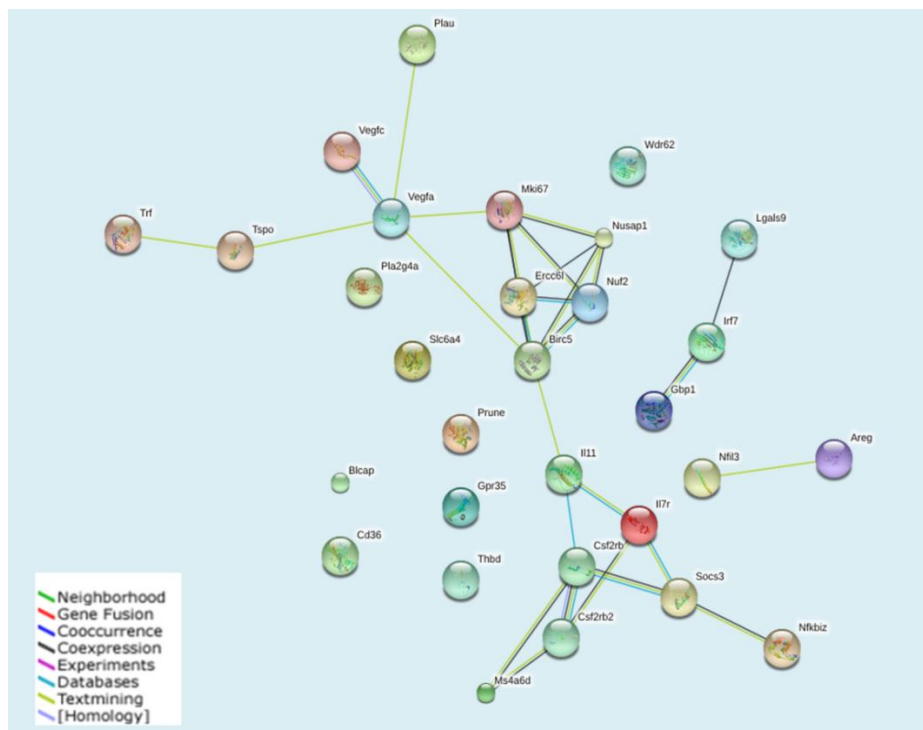 Plau
Vegfc
Wdr62
Vegfa
Mki67
Trf
Tspo
Nusap1
Lgals9
Pla2g4a
Ercc6l
Nuf2
Irf7
Slc6a4
Birc5
Gbp1
Prune
Areg
Il11
Nfil3
Blcap
Gpr35
Il7r
Cd36
Thbd
Csf2rb
Socs3
Csf2rb2
Nfkbiz
Ms4a6d
Neighborhood
Gene Fusion
Cooccurrence
Coexpression
Experiments
Databases
Textmining
[Homology]